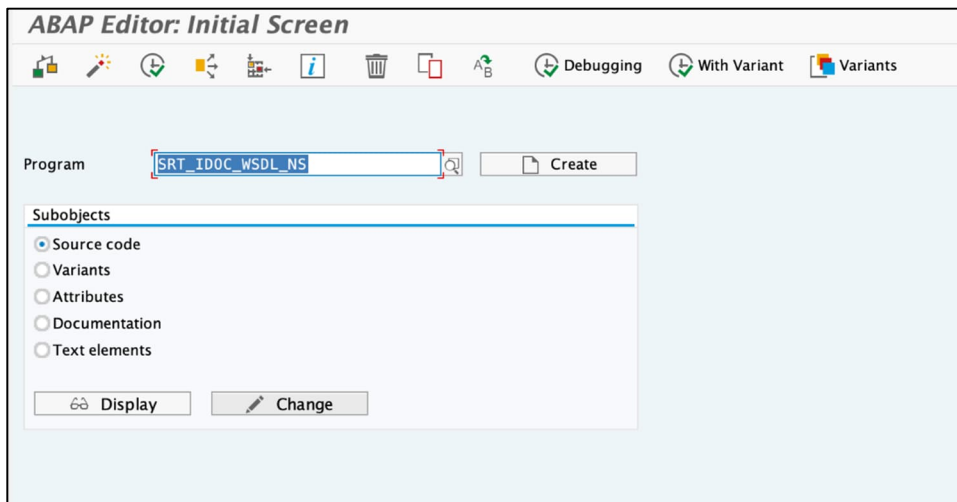 ABAP Editor: Initial Screen
Debugging With Variant Variants
Program SRT_IDOC_WSDL_NS Create
Subobjects
Source code
Variants
Attributes
Documentation
Text elements
Display Change